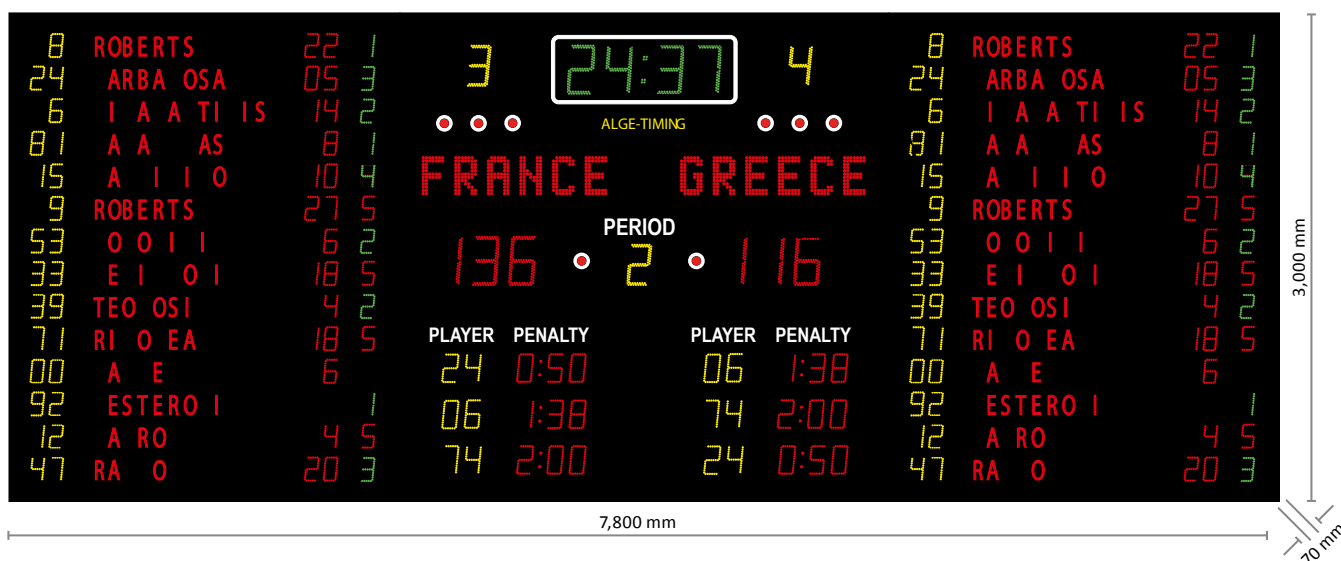 8 ROBERTS 22 1
24 ARBA OSA 05 3
6 I A A TI IS 14 2
81 A A AS 8 1
15 A I I O 10 4
9 ROBERTS 27 5
53 O O I I 6 2
33 E I O I 18 5
39 TEO OSI 4 2
71 RI O EA 18 5
00 A E 6
92 ESTERO I 1
12 A RO 4 5
47 RA O 20 3
3 24:37 4
ALGE-TIMING
FRANCE GREECE
PERIOD
136 2 116
PLAYER PENALTY PLAYER PENALTY
24 0:50 06 1:38
06 1:38 74 2:00
74 2:00 24 0:50
8 ROBERTS 22 1
24 ARBA OSA 05 3
6 I A A TI IS 14 2
81 A A AS 8 1
15 A I I O 10 4
9 ROBERTS 27 5
53 O O I I 6 2
33 E I O I 18 5
39 TEO OSI 4 2
71 RI O EA 18 5
00 A E 6
92 ESTERO I 1
12 A RO 4 5
47 RA O 20 3
3,000 mm
7,800 mm
70 mm